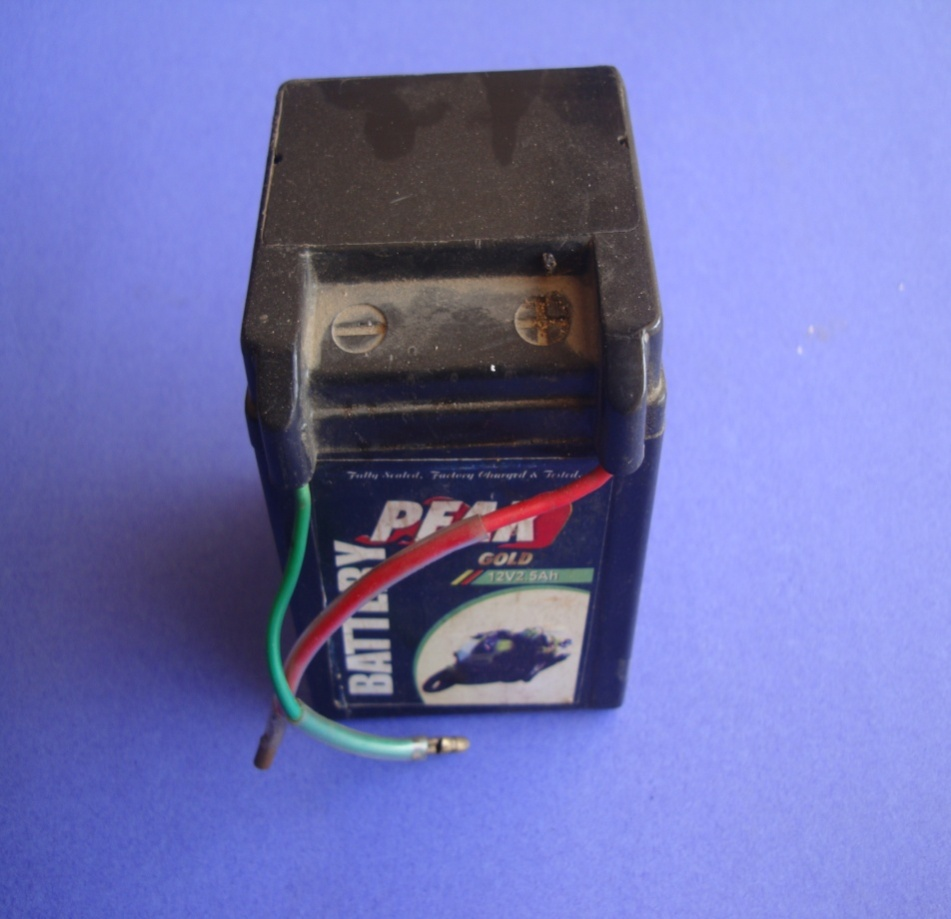 Fully Sealed, Factory Charged & Tested.
PEAK
GOLD
12V2.5Ah
BATTERY